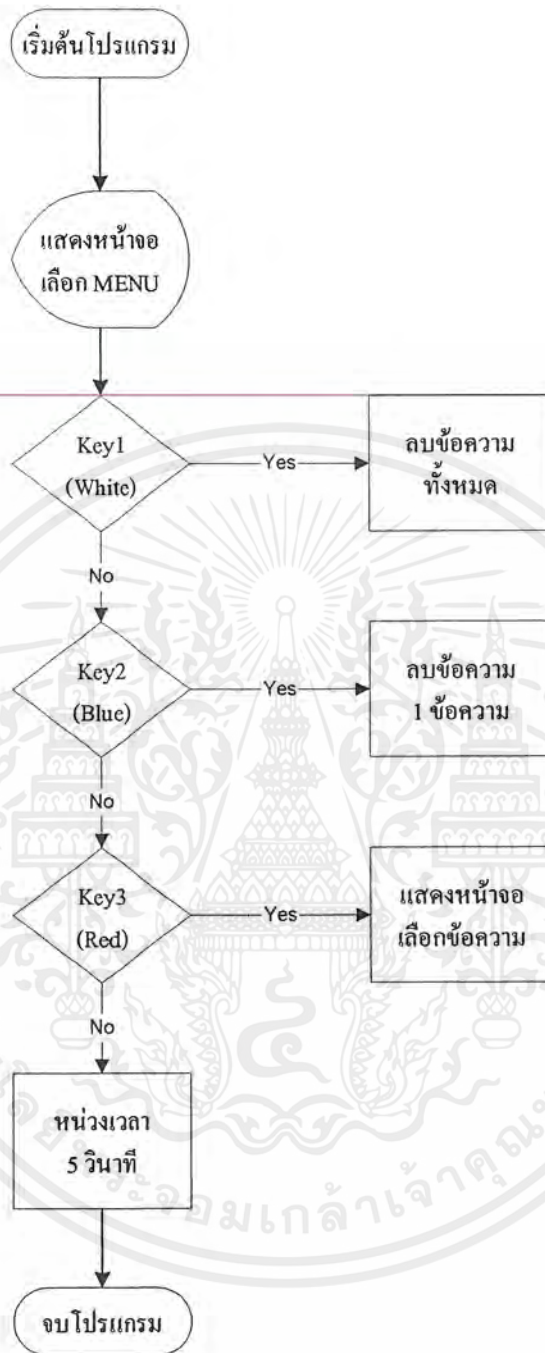 เริ่มต้นโปรแกรม
แสดงหน้าจอ
เลือก MENU
Key1
(White)
Yes
ลบข้อความ
ทั้งหมด
No
Key2
(Blue)
Yes
ลบข้อความ
1 ข้อความ
No
Key3
(Red)
Yes
แสดงหน้าจอ
เลือกข้อความ
No
หน่วงเวลา
5 วินาที
จบโปรแกรม